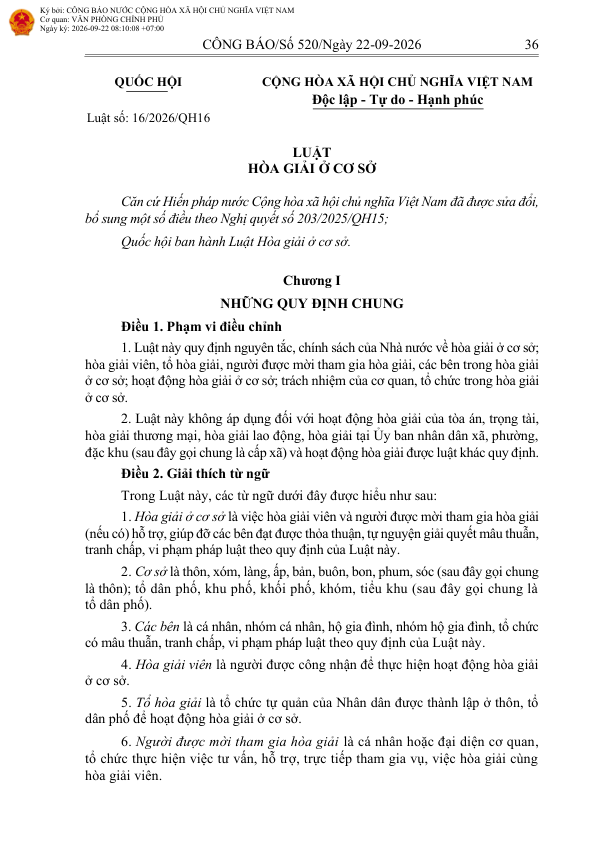 Ký bởi: CÔNG BÁO NƯỚC CỘNG HÒA XÃ HỘI CHỦ NGHĨA VIỆT NAM
Cơ quan: VĂN PHÒNG CHÍNH PHỦ
Ngày ký: 2026-09-22 08:10:08 +07:00
CÔNG BÁO/Số 520/Ngày 22-09-2026 36
QUỐC HỘI CỘNG HÒA XÃ HỘI CHỦ NGHĨA VIỆT NAM
Độc lập - Tự do - Hạnh phúc
Luật số: 16/2026/QH16
LUẬT
HÒA GIẢI Ở CƠ SỞ
Căn cứ Hiến pháp nước Cộng hòa xã hội chủ nghĩa Việt Nam đã được sửa đổi,
bổ sung một số điều theo Nghị quyết số 203/2025/QH15;
Quốc hội ban hành Luật Hòa giải ở cơ sở.
Chương I
NHỮNG QUY ĐỊNH CHUNG
Điều 1. Phạm vi điều chỉnh
1. Luật này quy định nguyên tắc, chính sách của Nhà nước về hòa giải ở cơ sở;
hòa giải viên, tổ hòa giải, người được mời tham gia hòa giải, các bên trong hòa giải
ở cơ sở; hoạt động hòa giải ở cơ sở; trách nhiệm của cơ quan, tổ chức trong hòa giải
ở cơ sở.
2. Luật này không áp dụng đối với hoạt động hòa giải của tòa án, trọng tài,
hòa giải thương mại, hòa giải lao động, hòa giải tại Ủy ban nhân dân xã, phường,
đặc khu (sau đây gọi chung là cấp xã) và hoạt động hòa giải được luật khác quy định.
Điều 2. Giải thích từ ngữ
Trong Luật này, các từ ngữ dưới đây được hiểu như sau:
1. Hòa giải ở cơ sở là việc hòa giải viên và người được mời tham gia hòa giải
(nếu có) hỗ trợ, giúp đỡ các bên đạt được thỏa thuận, tự nguyện giải quyết mâu thuẫn,
tranh chấp, vi phạm pháp luật theo quy định của Luật này.
2. Cơ sở là thôn, xóm, làng, ấp, bản, buôn, bon, phum, sóc (sau đây gọi chung
là thôn); tổ dân phố, khu phố, khối phố, khóm, tiểu khu (sau đây gọi chung là
tổ dân phố).
3. Các bên là cá nhân, nhóm cá nhân, hộ gia đình, nhóm hộ gia đình, tổ chức
có mâu thuẫn, tranh chấp, vi phạm pháp luật theo quy định của Luật này.
4. Hòa giải viên là người được công nhận để thực hiện hoạt động hòa giải
ở cơ sở.
5. Tổ hòa giải là tổ chức tự quản của Nhân dân được thành lập ở thôn, tổ
dân phố để hoạt động hòa giải ở cơ sở.
6. Người được mời tham gia hòa giải là cá nhân hoặc đại diện cơ quan,
tổ chức thực hiện việc tư vấn, hỗ trợ, trực tiếp tham gia vụ, việc hòa giải cùng
hòa giải viên.